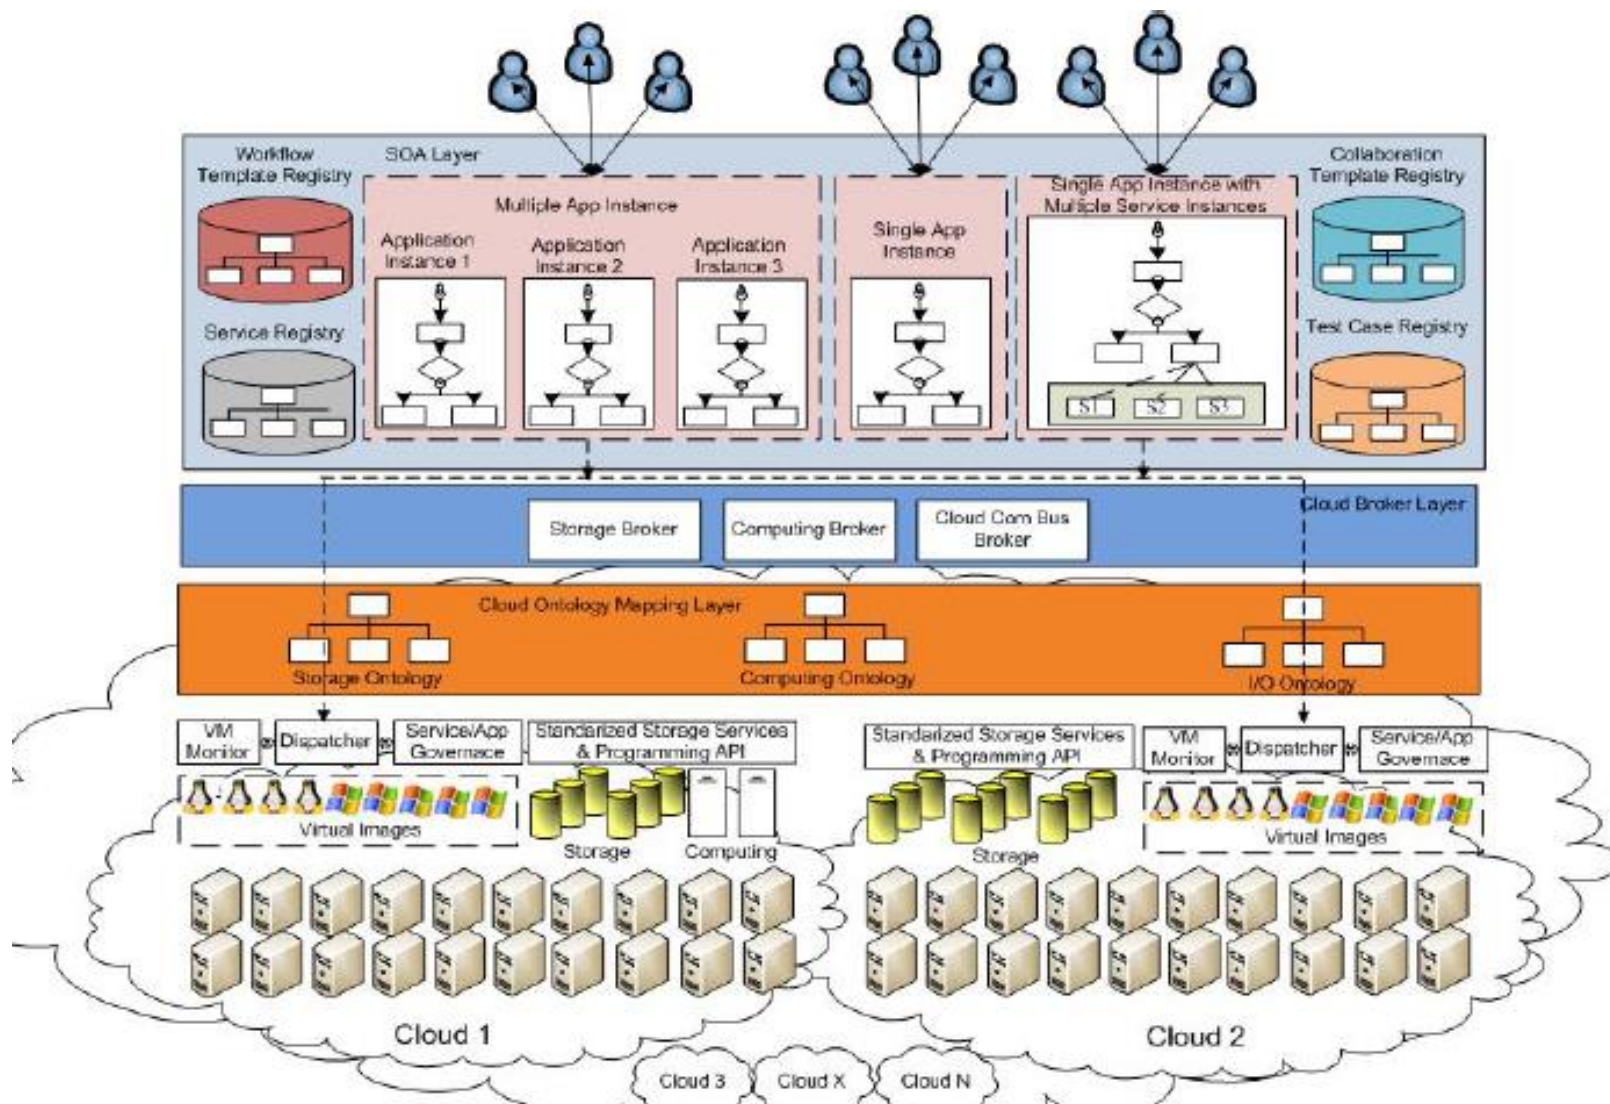 Workflow
Template Registry
SOA Layer
Collaboration
Template Registry
Multiple App Instance
Application
Instance 1
Application
Instance 2
Application
Instance 3
Single App
Instance
Single App Instance with
Multiple Service Instances
S1
S2
S3
Service Registry
Test Case Registry
Cloud Broker Layer
Storage Broker
Computing Broker
Cloud Com Bus
Broker
Cloud Ontology Mapping Layer
Storage Ontology
Computing Ontology
I/O Ontology
VM
Monitor
Dispatcher
Service/App
Governace
Standarized Storage Services
& Programming API
Standarized Storage Services
& Programming API
VM
Monitor
Dispatcher
Service/App
Governace
Virtual Images
Storage
Computing
Storage
Virtual Images
Cloud 1
Cloud 2
Cloud 3
Cloud X
Cloud N